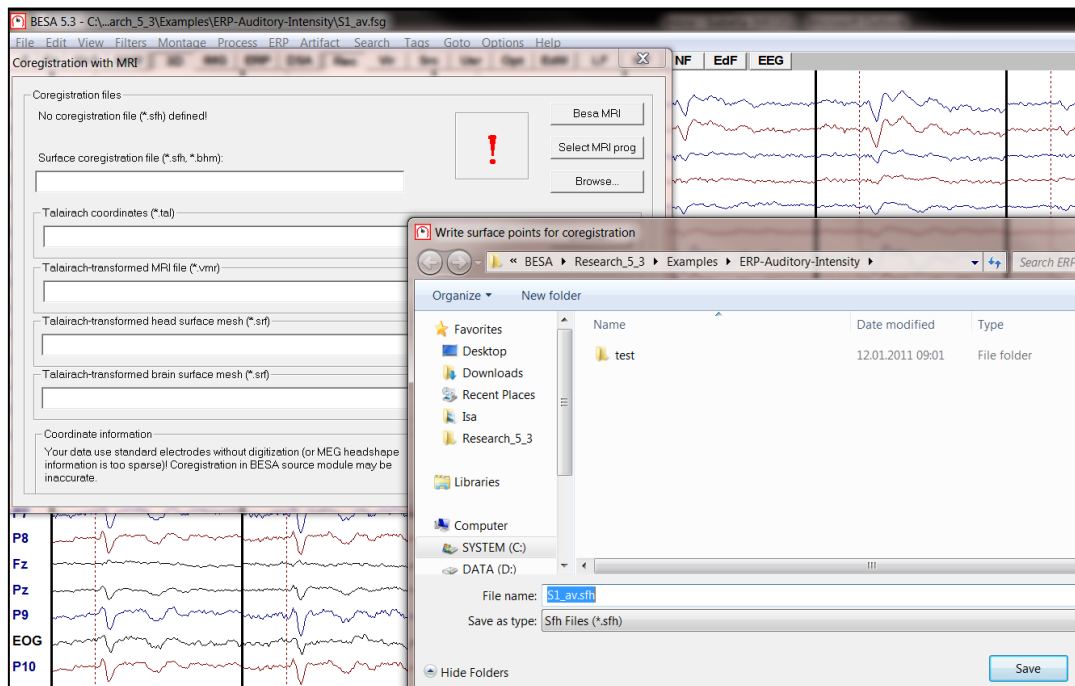 BESA 5.3 - C:\...arch_5_3\Examples\ERP-Auditory-Intensity\S1_av.fsg
File Edit View Filters Montage Process ERP Artifact Search Tags Goto Options Help
Coregistration with MRI
NF EdF EEG
Coregistration files
No coregistration file (*.sfh) defined!
!
Besa MRI
Select MRI prog
Browse...
Surface coregistration file (*.sfh, *.bhm):
Talairach coordinates (*.tal)
Talairach-transformed MRI file (*.vmr)
Talairach-transformed head surface mesh (*.srf)
Talairach-transformed brain surface mesh (*.srf)
Coordinate information
Your data use standard electrodes without digitization (or MEG headshape
information is too sparse)! Coregistration in BESA source module may be
inaccurate.
Write surface points for coregistration
« BESA Research_5_3 Examples ERP-Auditory-Intensity
Search ERP
Organize New folder
Favorites
Desktop
Downloads
Recent Places
Isa
Research_5_3
Libraries
Computer
SYSTEM (C:)
DATA (D:)
Name Date modified Type
test 12.01.2011 09:01 File folder
File name: S1_av.sfh
Save as type: Sfh Files (*.sfh)
Hide Folders
Save
P8
Fz
Pz
P9
EOG
P10